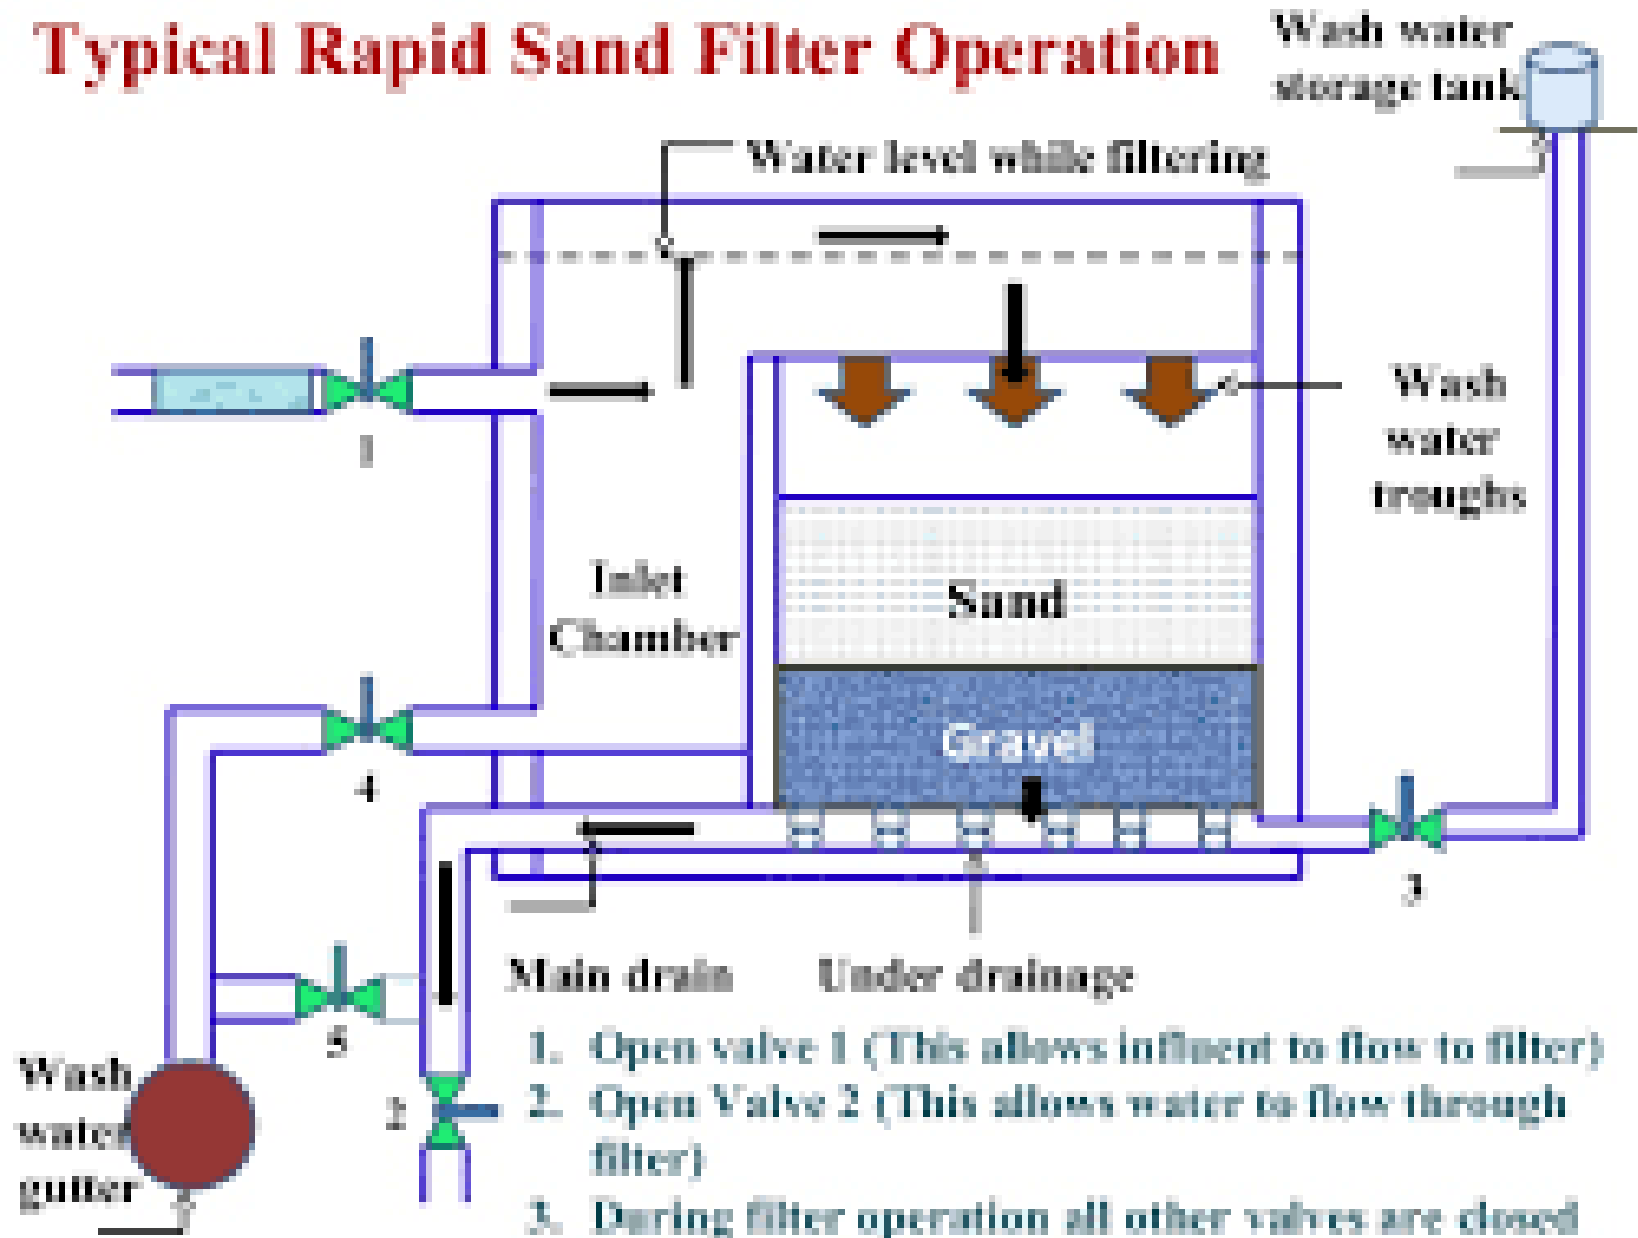 Typical Rapid Sand Filter Operation
Wash water
storage tank
Water level while filtering
1
Wash
water
troughs
Inlet
Chamber
Sand
Gravel
4
3
Main drain
Under drainage
5
Wash
water
gutter
2
1. Open valve 1 (This allows influent to flow to filter)
2. Open Valve 2 (This allows water to flow through
filter)
3. During filter operation all other valves are closed